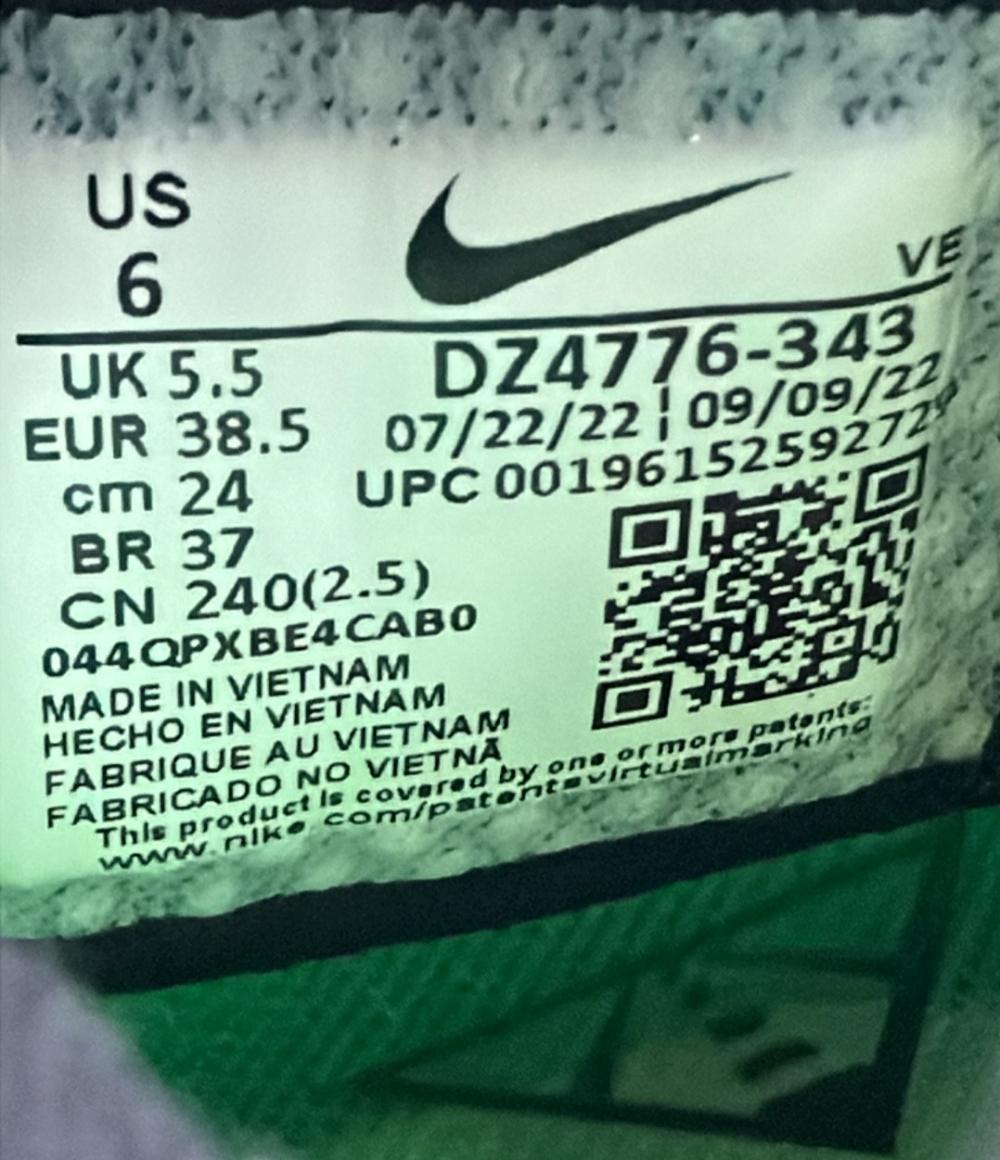 US
6
VE
UK 5.5
DZ4776-343
EUR 38.5
07/22/22 ¦ 09/09/22
cm 24
UPC 00196152592729
BR 37
CN 240(2.5)
044QPXBE4CAB0
MADE IN VIETNAM
HECHO EN VIETNAM
FABRIQUE AU VIETNAM
FABRICADO NO VIETNÃ
This product is covered by one or more patents:
www.nike.com/patentsvirtualmarking